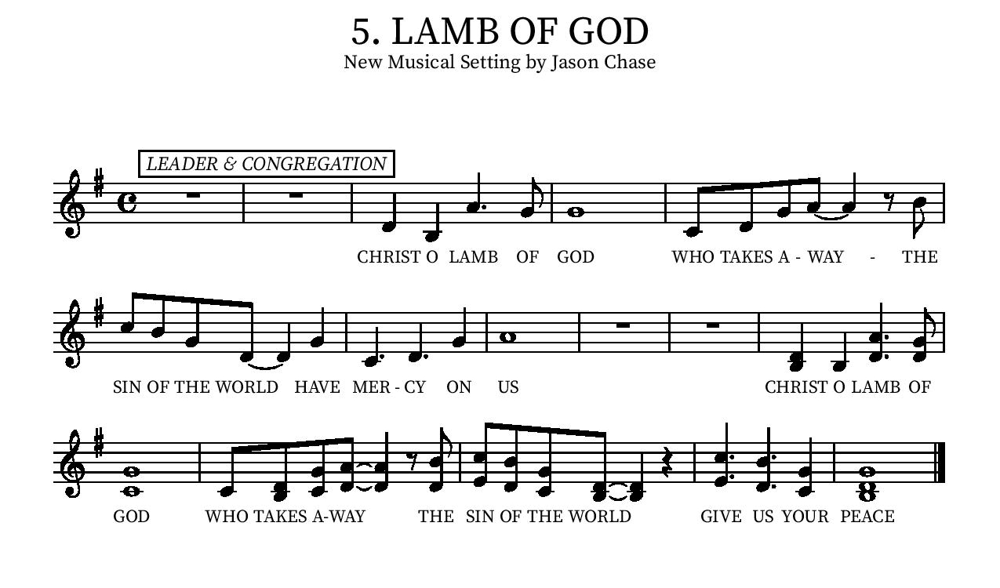 5. LAMB OF GOD
New Musical Setting by Jason Chase
LEADER & CONGREGATION
CHRIST O LAMB OF GOD WHO TAKES A - WAY - THE
SIN OF THE WORLD HAVE MER - CY ON US CHRIST O LAMB OF
GOD WHO TAKES A-WAY THE SIN OF THE WORLD GIVE US YOUR PEACE